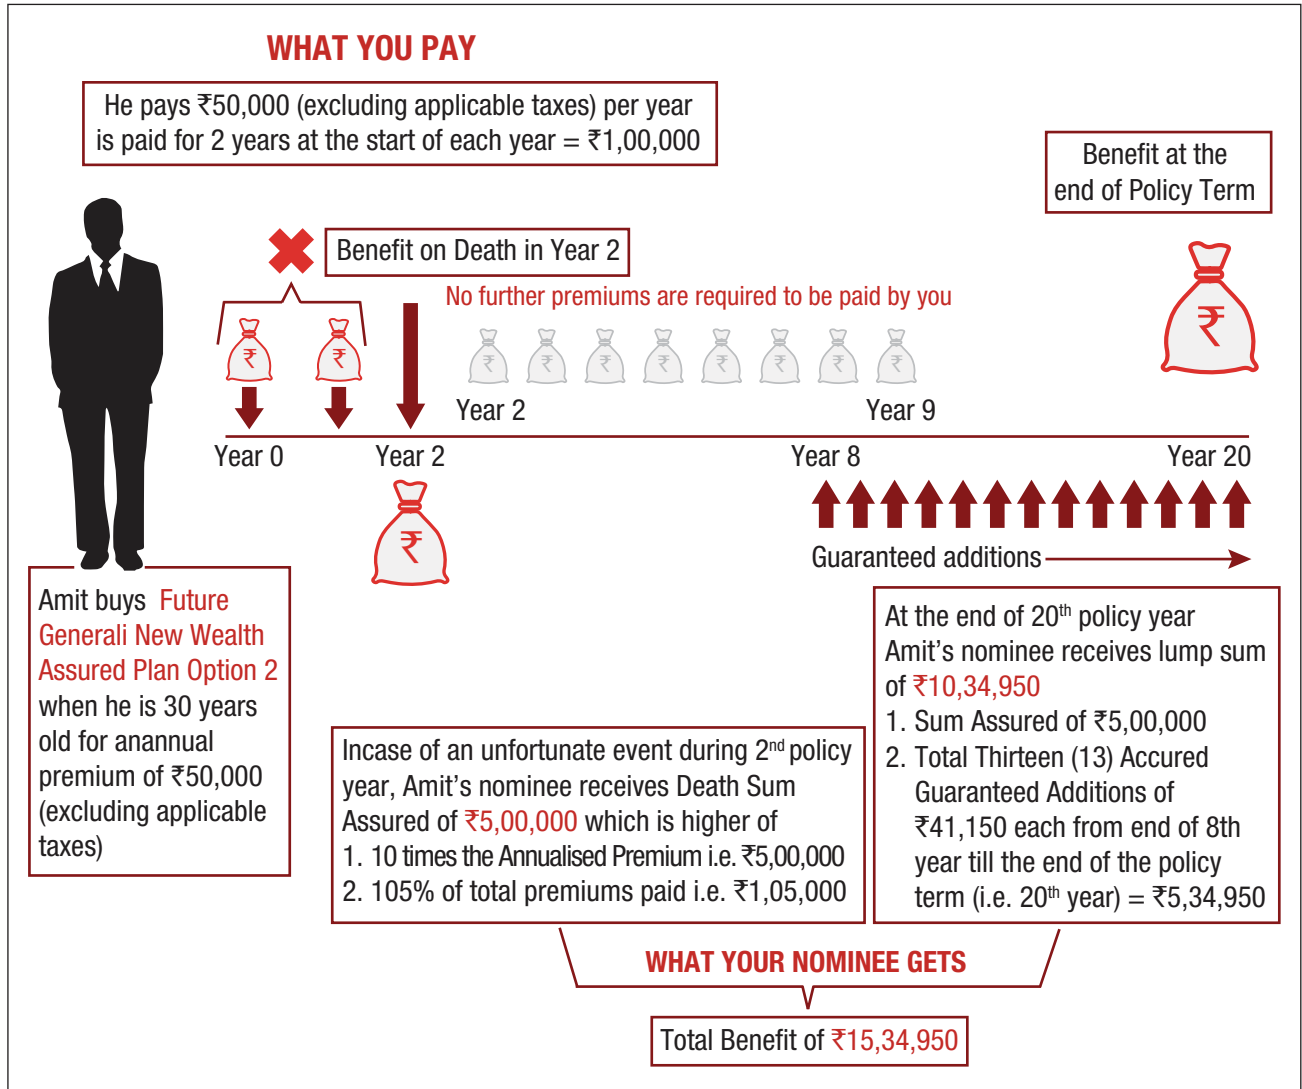 WHAT YOU PAY
He pays ₹50,000 (excluding applicable taxes) per year
is paid for 2 years at the start of each year = ₹1,00,000
Benefit at the
end of Policy Term
Benefit on Death in Year 2
No further premiums are required to be paid by you
₹
₹
₹
₹
₹
₹
₹
₹
₹
₹
₹
Year 2
Year 9
Year 0
Year 2
Year 8
Year 20
₹
Guaranteed additions
Amit buys Future
Generali New Wealth
Assured Plan Option 2
when he is 30 years
old for anannual
premium of ₹50,000
(excluding applicable
taxes)
Incase of an unfortunate event during 2nd policy
year, Amit's nominee receives Death Sum
Assured of ₹5,00,000 which is higher of
1. 10 times the Annualised Premium i.e. ₹5,00,000
2. 105% of total premiums paid i.e. ₹1,05,000
At the end of 20th policy year
Amit's nominee receives lump sum
of ₹10,34,950
1. Sum Assured of ₹5,00,000
2. Total Thirteen (13) Accured
Guaranteed Additions of
₹41,150 each from end of 8th
year till the end of the policy
term (i.e. 20th year) = ₹5,34,950
WHAT YOUR NOMINEE GETS
Total Benefit of ₹15,34,950